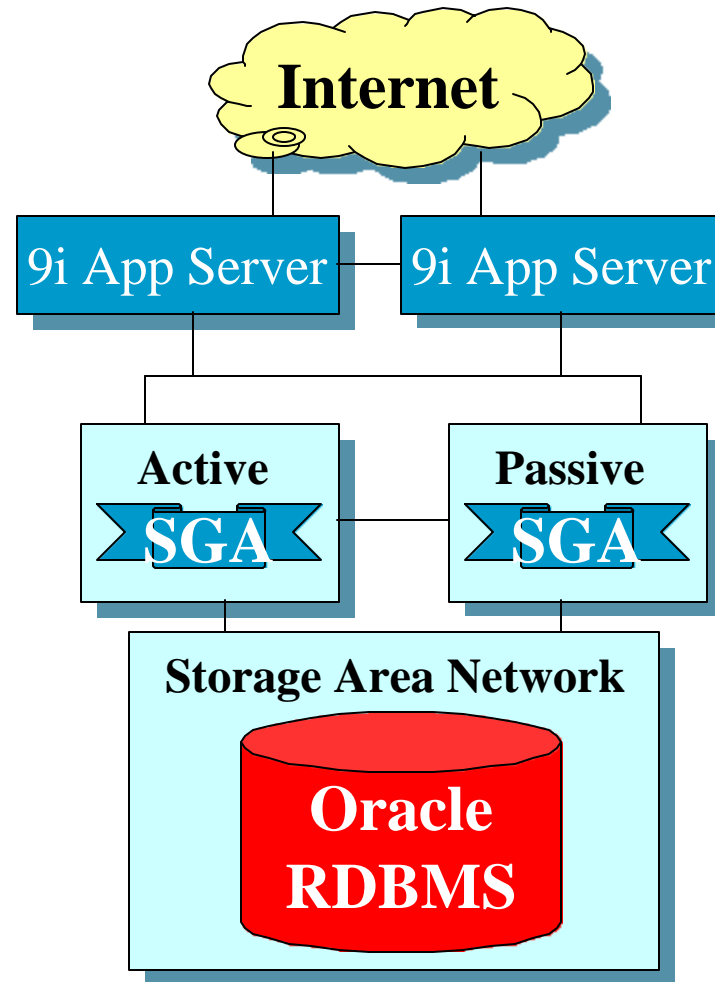 Internet
9i App Server
9i App Server
Active
SGA
Passive
SGA
Storage Area Network
Oracle
RDBMS